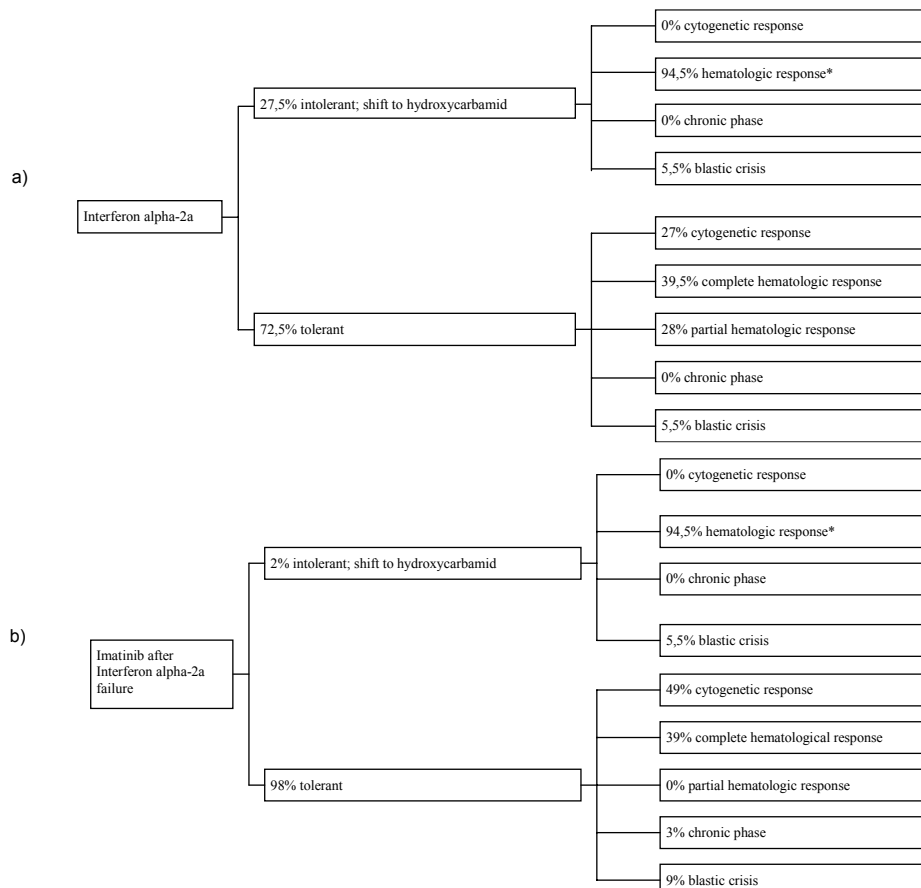 a)
Interferon alpha-2a
27,5% intolerant; shift to hydroxycarbamid
0% cytogenetic response
94,5% hematologic response*
0% chronic phase
5,5% blastic crisis
72,5% tolerant
27% cytogenetic response
39,5% complete hematologic response
28% partial hematologic response
0% chronic phase
5,5% blastic crisis
b)
Imatinib after
Interferon alpha-2a
failure
2% intolerant; shift to hydroxycarbamid
0% cytogenetic response
94,5% hematologic response*
0% chronic phase
5,5% blastic crisis
98% tolerant
49% cytogenetic response
39% complete hematological response
0% partial hematologic response
3% chronic phase
9% blastic crisis